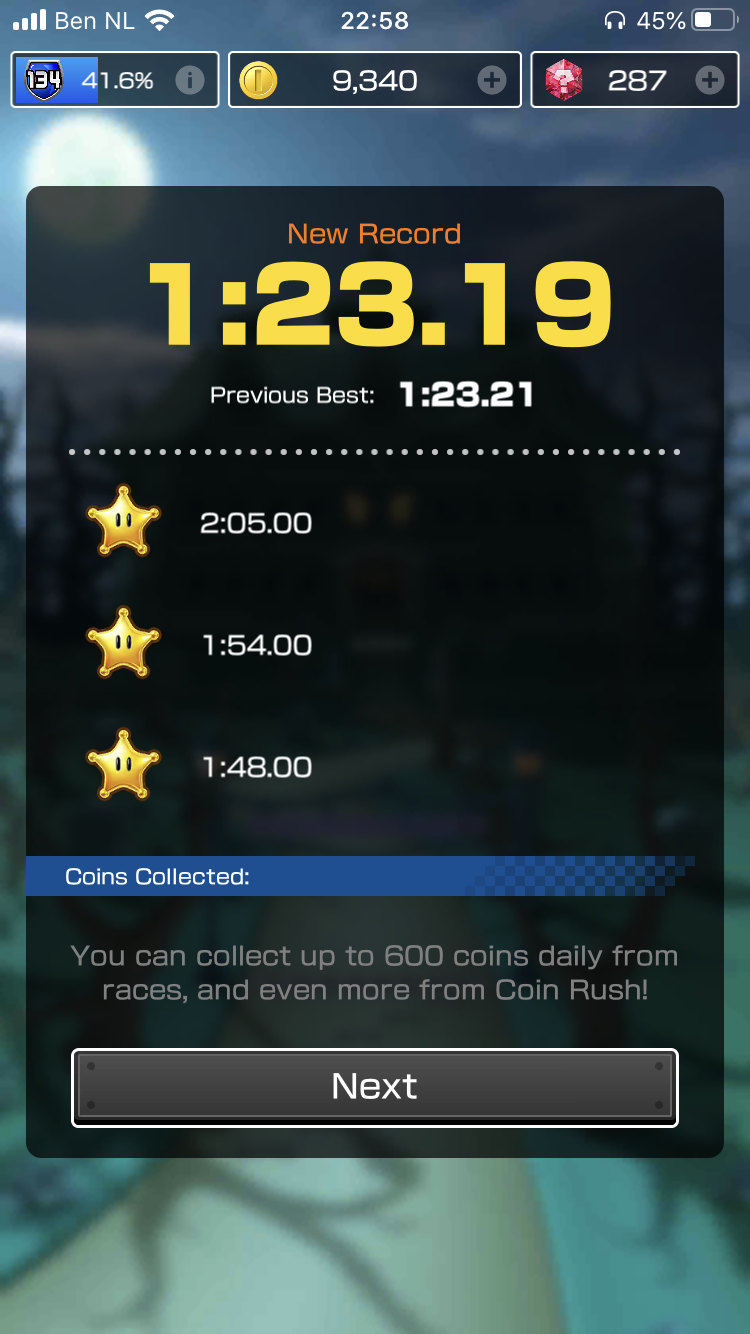 Ben NL 22:58 45%
134 41.6% i 9,340 + 287 +
New Record
1:23.19
Previous Best: 1:23.21
2:05.00
1:54.00
1:48.00
Coins Collected:
You can collect up to 600 coins daily from
races, and even more from Coin Rush!
Next